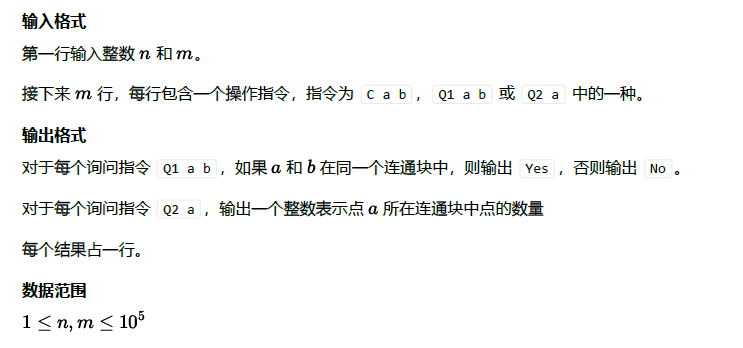 输入格式
第一行输入整数 n 和 m。
接下来 m 行，每行包含一个操作指令，指令为 C a b，Q1 a b 或 Q2 a 中的一种。
输出格式
对于每个询问指令 Q1 a b，如果 a 和 b 在同一个连通块中，则输出 Yes，否则输出 No。
对于每个询问指令 Q2 a，输出一个整数表示点 a 所在连通块中点的数量
每个结果占一行。
数据范围
1 ≤ n, m ≤ 10⁵